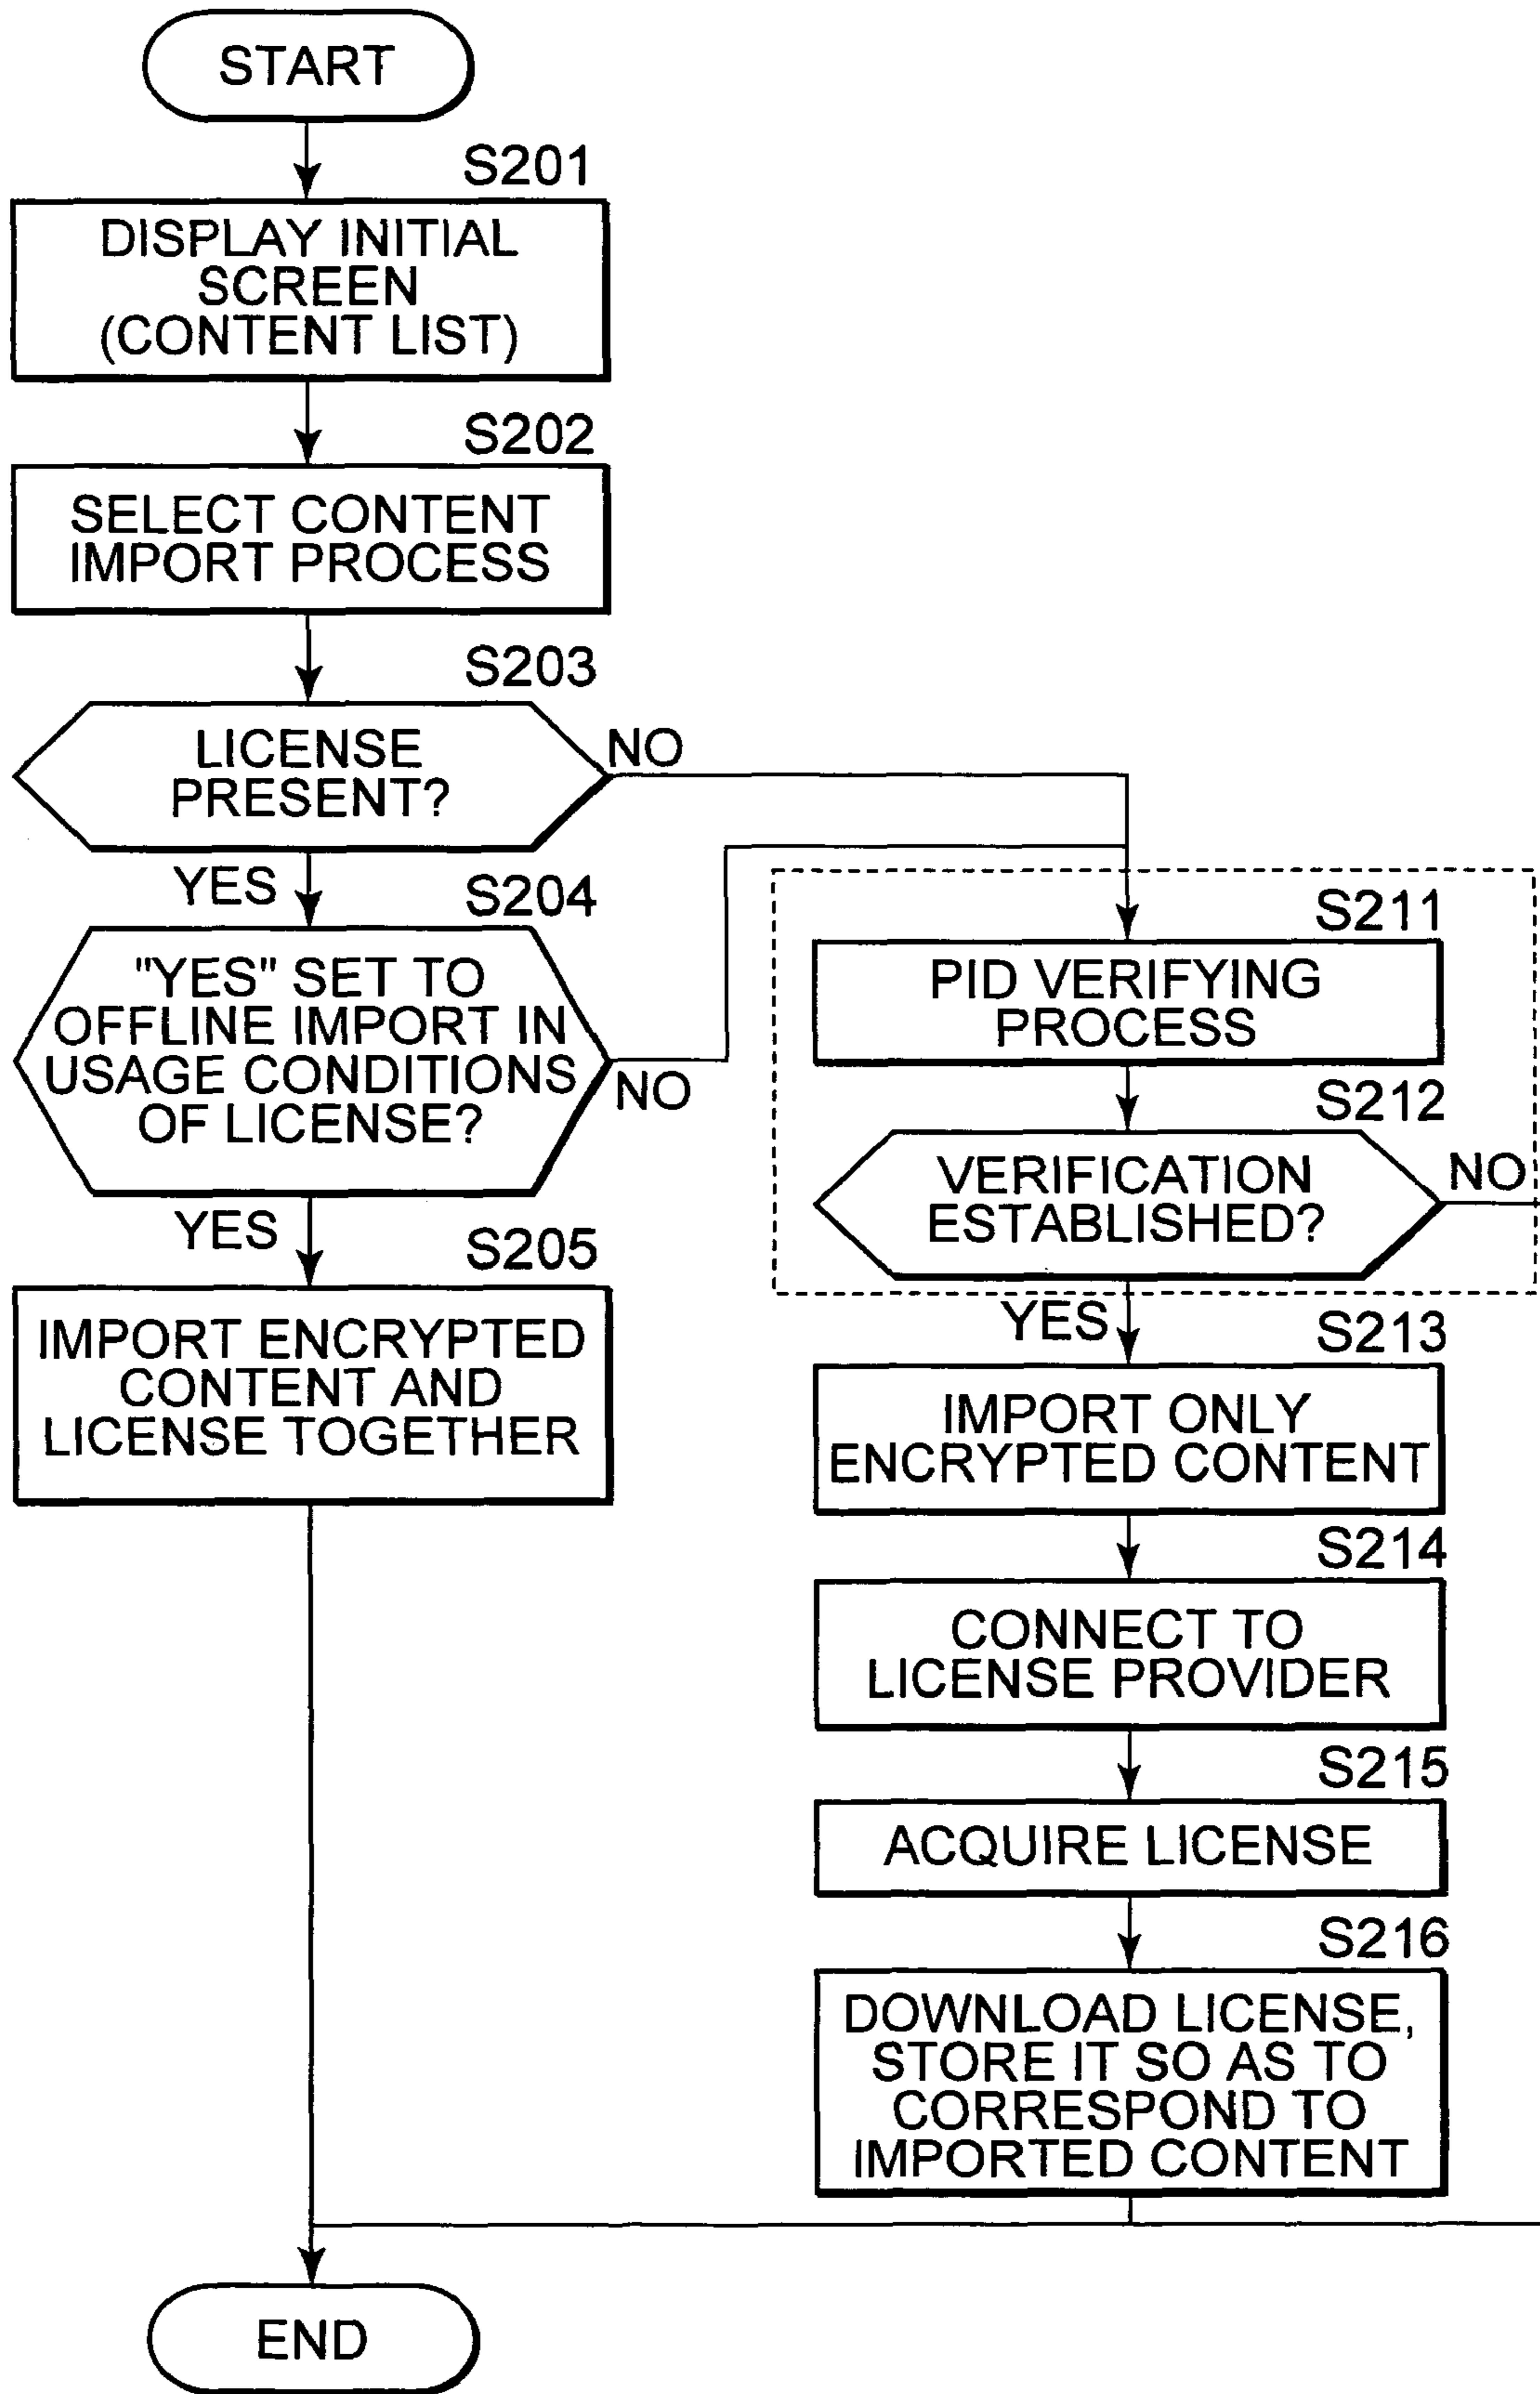 START
S201
DISPLAY INITIAL
SCREEN
(CONTENT LIST)
S202
SELECT CONTENT
IMPORT PROCESS
S203
LICENSE
PRESENT?
NO
YES
S204
"YES" SET TO
OFFLINE IMPORT IN
USAGE CONDITIONS
OF LICENSE?
NO
YES
S205
IMPORT ENCRYPTED
CONTENT AND
LICENSE TOGETHER
S211
PID VERIFYING
PROCESS
S212
VERIFICATION
ESTABLISHED?
NO
YES
S213
IMPORT ONLY
ENCRYPTED CONTENT
S214
CONNECT TO
LICENSE PROVIDER
S215
ACQUIRE LICENSE
S216
DOWNLOAD LICENSE,
STORE IT SO AS TO
CORRESPOND TO
IMPORTED CONTENT
END